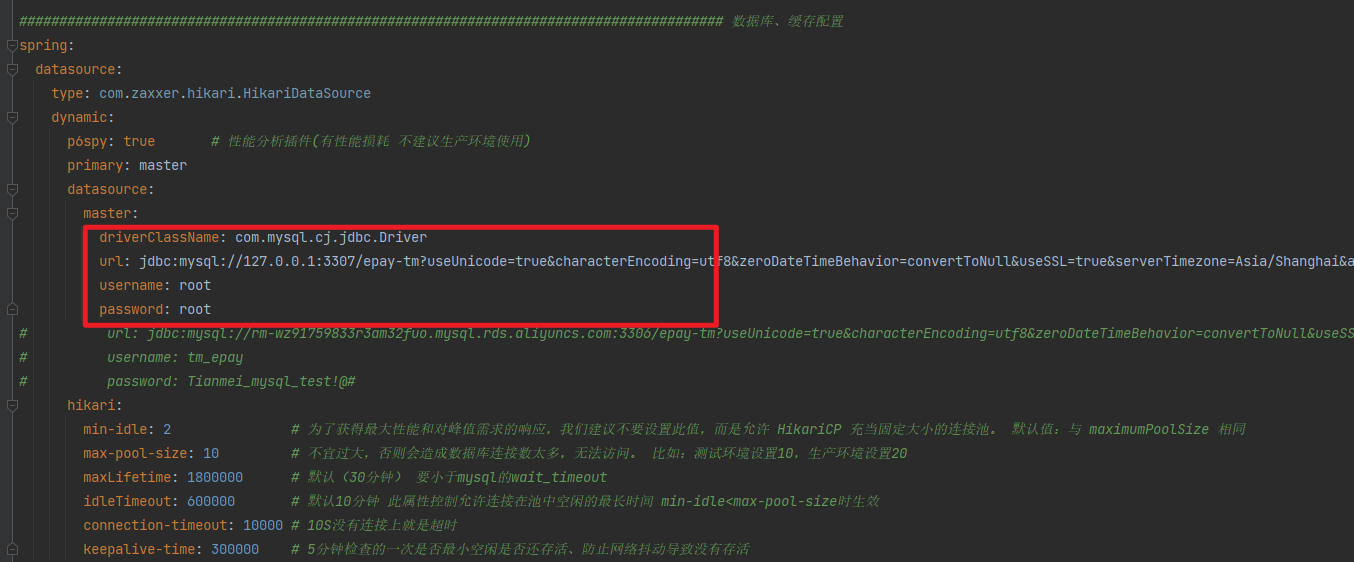 ########################################################################################## 数据库、缓存配置
spring:
datasource:
type: com.zaxxer.hikari.HikariDataSource
dynamic:
p6spy: true # 性能分析插件(有性能损耗 不建议生产环境使用)
primary: master
datasource:
master:
driverClassName: com.mysql.cj.jdbc.Driver
url: jdbc:mysql://127.0.0.1:3307/epay-tm?useUnicode=true&characterEncoding=utf8&zeroDateTimeBehavior=convertToNull&useSSL=true&serverTimezone=Asia/Shanghai&a
username: root
password: root
# url: jdbc:mysql://rm-wz91759833r3am32fuo.mysql.rds.aliyuncs.com:3306/epay-tm?useUnicode=true&characterEncoding=utf8&zeroDateTimeBehavior=convertToNull&useSS
# username: tm_epay
# password: Tianmei_mysql_test!@#
hikari:
min-idle: 2 # 为了获得最大性能和对峰值需求的响应，我们建议不要设置此值，而是允许 HikariCP 充当固定大小的连接池。 默认值：与 maximumPoolSize 相同
max-pool-size: 10 # 不宜过大，否则会造成数据库连接数太多，无法访问。 比如：测试环境设置10，生产环境设置20
maxLifetime: 1800000 # 默认（30分钟） 要小于mysql的wait_timeout
idleTimeout: 600000 # 默认10分钟 此属性控制允许连接在池中空闲的最长时间 min-idle<max-pool-size时生效
connection-timeout: 10000 # 10S没有连接上就是超时
keepalive-time: 300000 # 5分钟检查的一次是否最小空闲是否还存活、防止网络抖动导致没有存活